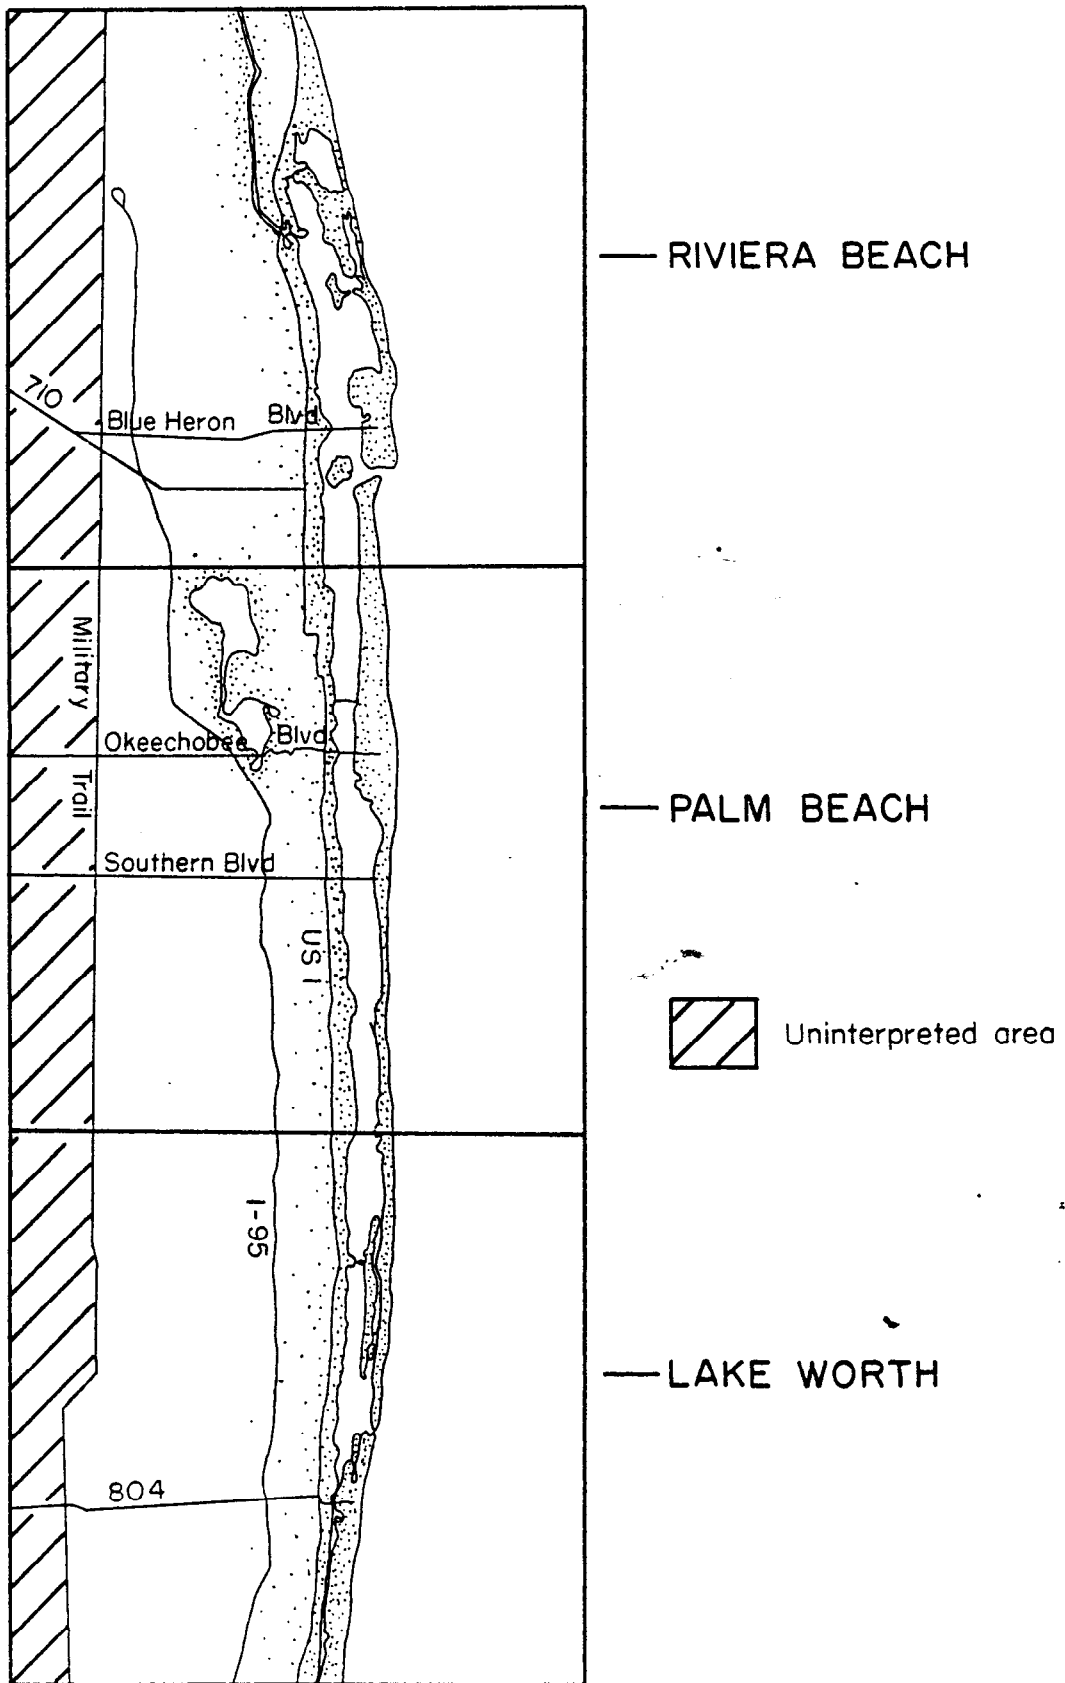 RIVIERA BEACH
710
Blue Heron Blvd
Military Trail
Okeechobee Blvd
PALM BEACH
Southern Blvd
US 1
Uninterpreted area
I-95
LAKE WORTH
804